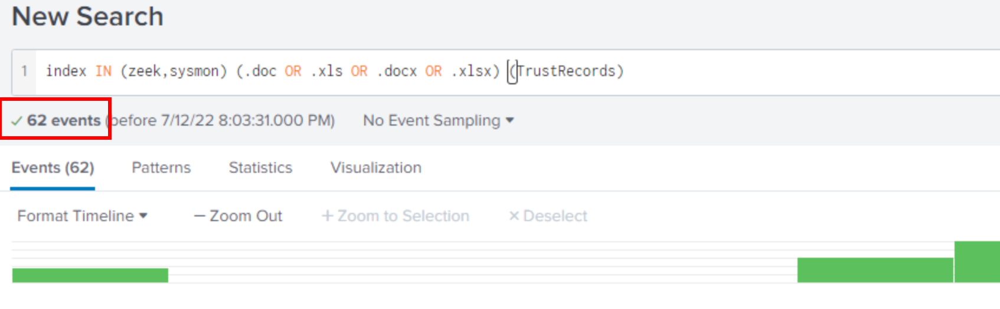 New Search
1 index IN (zeek,sysmon) (.doc OR .xls OR .docx OR .xlsx) (TrustRecords)
✓ 62 events (before 7/12/22 8:03:31.000 PM) No Event Sampling ▾
Events (62) Patterns Statistics Visualization
Format Timeline ▾ — Zoom Out + Zoom to Selection × Deselect